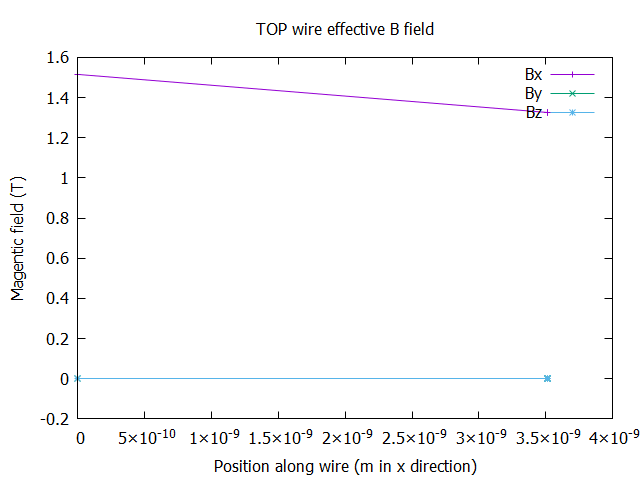 TOP wire effective B field
1.6
1.4
1.2
1
0.8
0.6
0.4
0.2
0
-0.2
Magentic field (T)
Bx
By
Bz
0 5×10⁻¹⁰ 1×10⁻⁹ 1.5×10⁻⁹ 2×10⁻⁹ 2.5×10⁻⁹ 3×10⁻⁹ 3.5×10⁻⁹ 4×10⁻⁹
Position along wire (m in x direction)